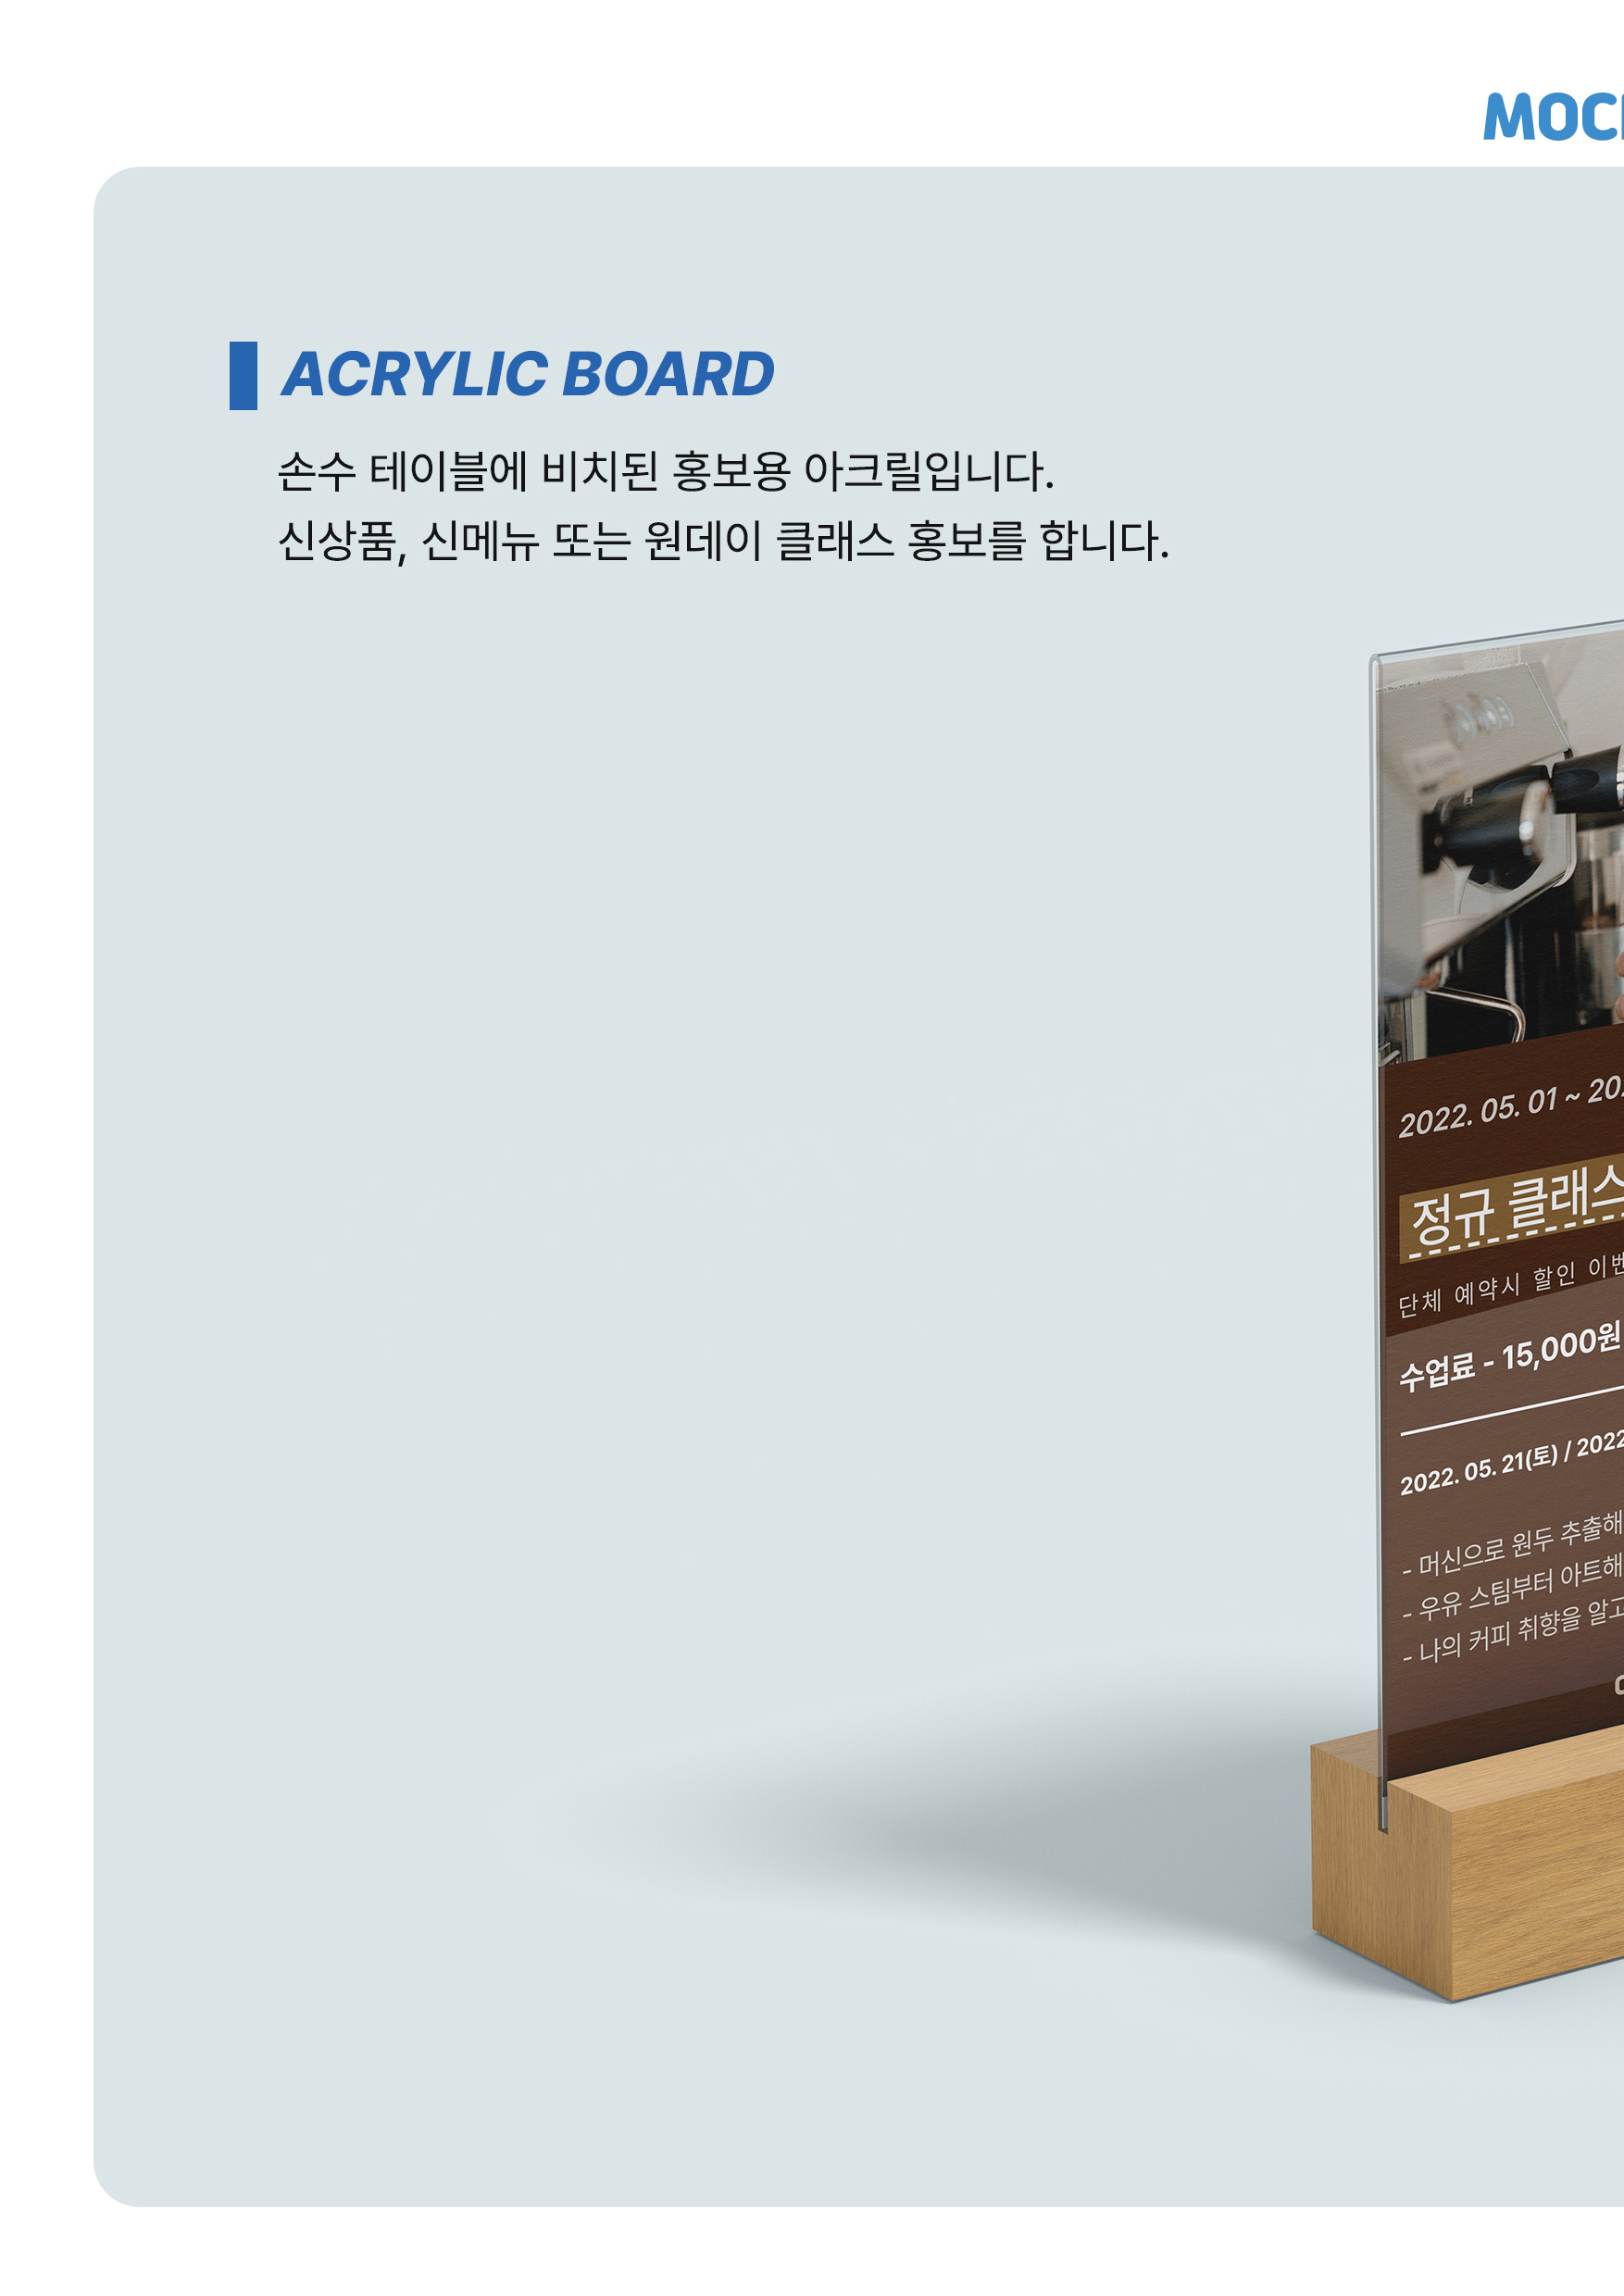 ACRYLIC BOARD
손수 테이블에 비치된 홍보용 아크릴입니다.
신상품, 신메뉴 또는 원데이 클래스 홍보를 합니다.
2022. 05. 01 ~
정규 클래스
단체 예약시 할인
수업료 - 15,000원
2022. 05. 21(토) / 2022
- 머신으로 원두 추출해
- 우유 스팀부터 아트해
- 나의 커피 취향을 알고